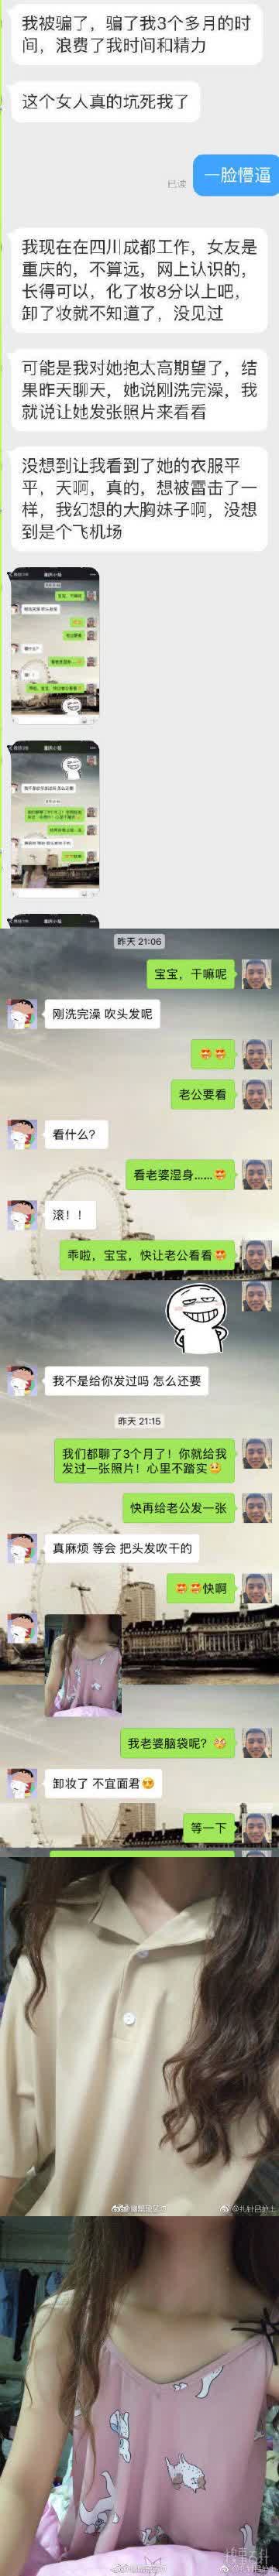 我被骗了，骗了我3个多月的时
间，浪费了我时间和精力
这个女人真的坑死我了
已读
一脸懵逼
我现在在四川成都工作，女友是
重庆的，不算远，网上认识的，
长得可以，化了妆8分以上吧，
卸了妆就不知道了，没见过
可能是我对她抱太高期望了，结
果昨天聊天，她说刚洗完澡，我
就说让她发张照片来看看
没想到让我看到了她的衣服平
平，天啊，真的，想被雷击了一
样，我幻想的大胸妹子啊，没想
到是个飞机场
昨天 21:06
宝宝，干嘛呢
刚洗完澡 吹头发呢
老公要看
看什么？
看老婆湿身......
滚！！
乖啦，宝宝，快让老公看看
我不是给你发过吗 怎么还要
昨天 21:15
我们都聊了3个月了！你就给我
发过一张照片！心里不踏实
快再给老公发一张
真麻烦 等会 把头发吹干的
快啊
我老婆脑袋呢？
卸妆了 不宜面君
等一下
@扎针巴护士